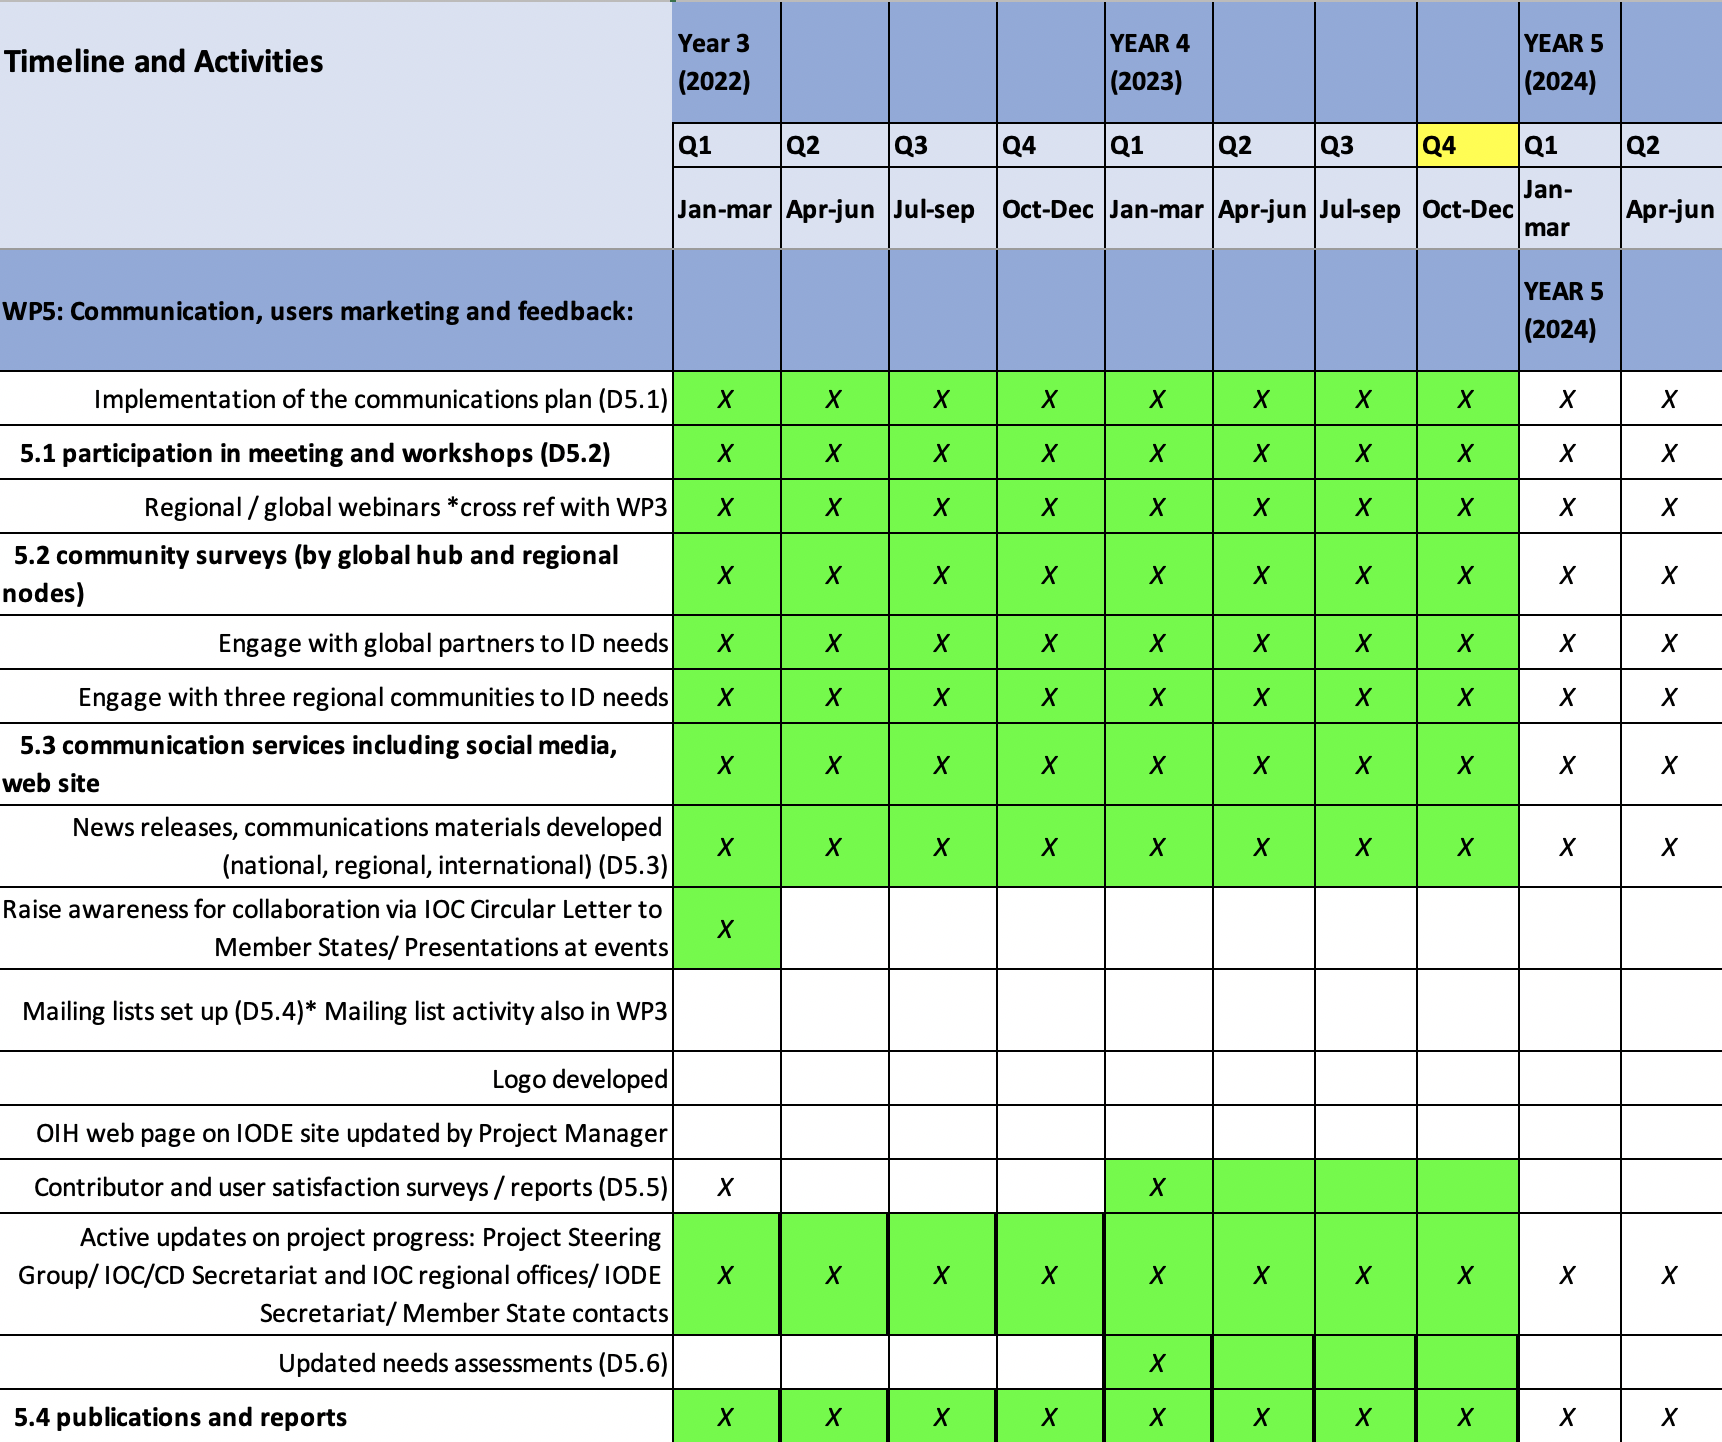 Timeline and Activities
Year 3 (2022) YEAR 4 (2023) YEAR 5 (2024)
Q1 Q2 Q3 Q4 Q1 Q2 Q3 Q4 Q1 Q2
Jan-mar Apr-jun Jul-sep Oct-Dec Jan-mar Apr-jun Jul-sep Oct-Dec Jan-mar Apr-jun
WP5: Communication, users marketing and feedback: YEAR 5 (2024)
Implementation of the communications plan (D5.1) X X X X X X X X X X
5.1 participation in meeting and workshops (D5.2) X X X X X X X X X X
Regional / global webinars *cross ref with WP3 X X X X X X X X X X
5.2 community surveys (by global hub and regional
nodes) X X X X X X X X X X
Engage with global partners to ID needs X X X X X X X X X X
Engage with three regional communities to ID needs X X X X X X X X X X
5.3 communication services including social media,
web site X X X X X X X X X X
News releases, communications materials developed
(national, regional, international) (D5.3) X X X X X X X X X X
Raise awareness for collaboration via IOC Circular Letter to
Member States/ Presentations at events X
Mailing lists set up (D5.4)* Mailing list activity also in WP3
Logo developed
OIH web page on IODE site updated by Project Manager
Contributor and user satisfaction surveys / reports (D5.5) X X
Active updates on project progress: Project Steering
Group/ IOC/CD Secretariat and IOC regional offices/ IODE
Secretariat/ Member State contacts X X X X X X X X X X
Updated needs assessments (D5.6) X
5.4 publications and reports X X X X X X X X X X